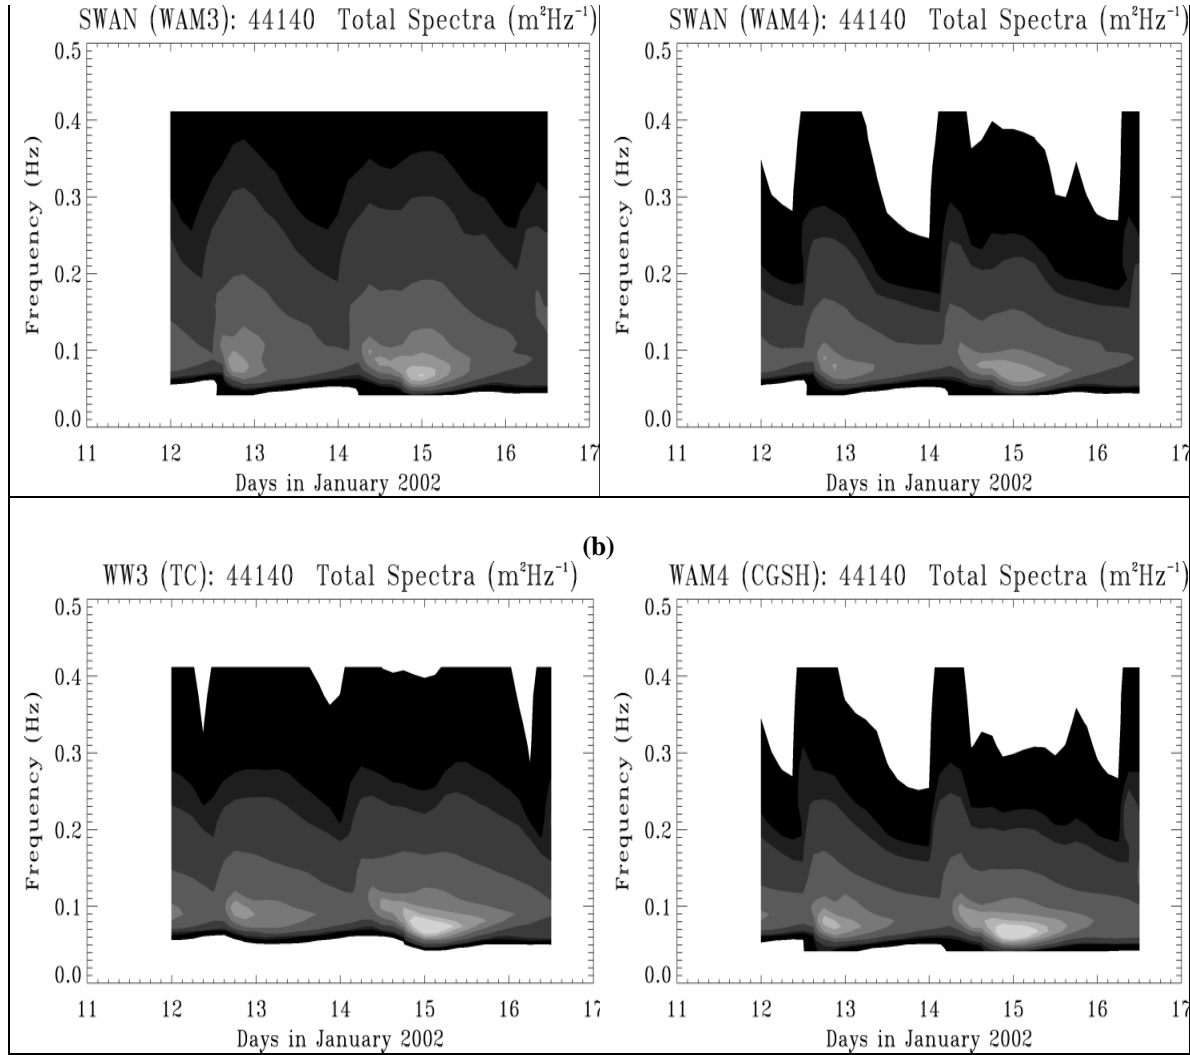 SWAN (WAM3): 44140 Total Spectra (m²Hz⁻¹)
0.5
0.4
0.3
0.2
0.1
0.0
Frequency (Hz)
11 12 13 14 15 16 17
Days in January 2002
SWAN (WAM4): 44140 Total Spectra (m²Hz⁻¹)
0.5
0.4
0.3
0.2
0.1
0.0
Frequency (Hz)
11 12 13 14 15 16 17
Days in January 2002
(b)
WW3 (TC): 44140 Total Spectra (m²Hz⁻¹)
0.5
0.4
0.3
0.2
0.1
0.0
Frequency (Hz)
11 12 13 14 15 16 17
Days in January 2002
WAM4 (CGSH): 44140 Total Spectra (m²Hz⁻¹)
0.5
0.4
0.3
0.2
0.1
0.0
Frequency (Hz)
11 12 13 14 15 16 17
Days in January 2002